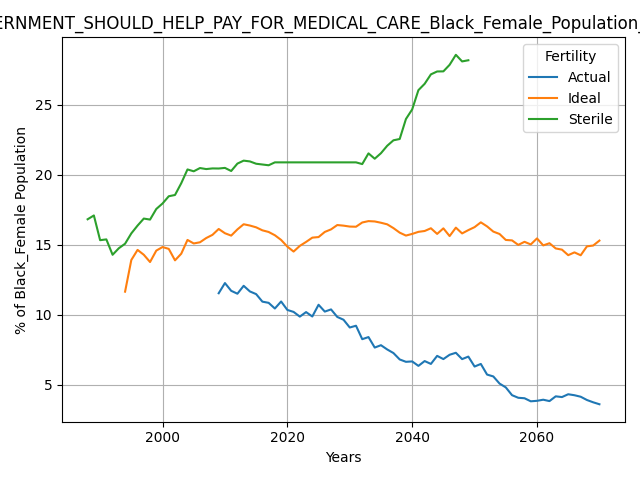 ERNMENT_SHOULD_HELP_PAY_FOR_MEDICAL_CARE_Black_Female_Population_
Fertility
Actual
Ideal
Sterile
% of Black_Female Population
25
20
15
10
5
2000
2020
2040
2060
Years